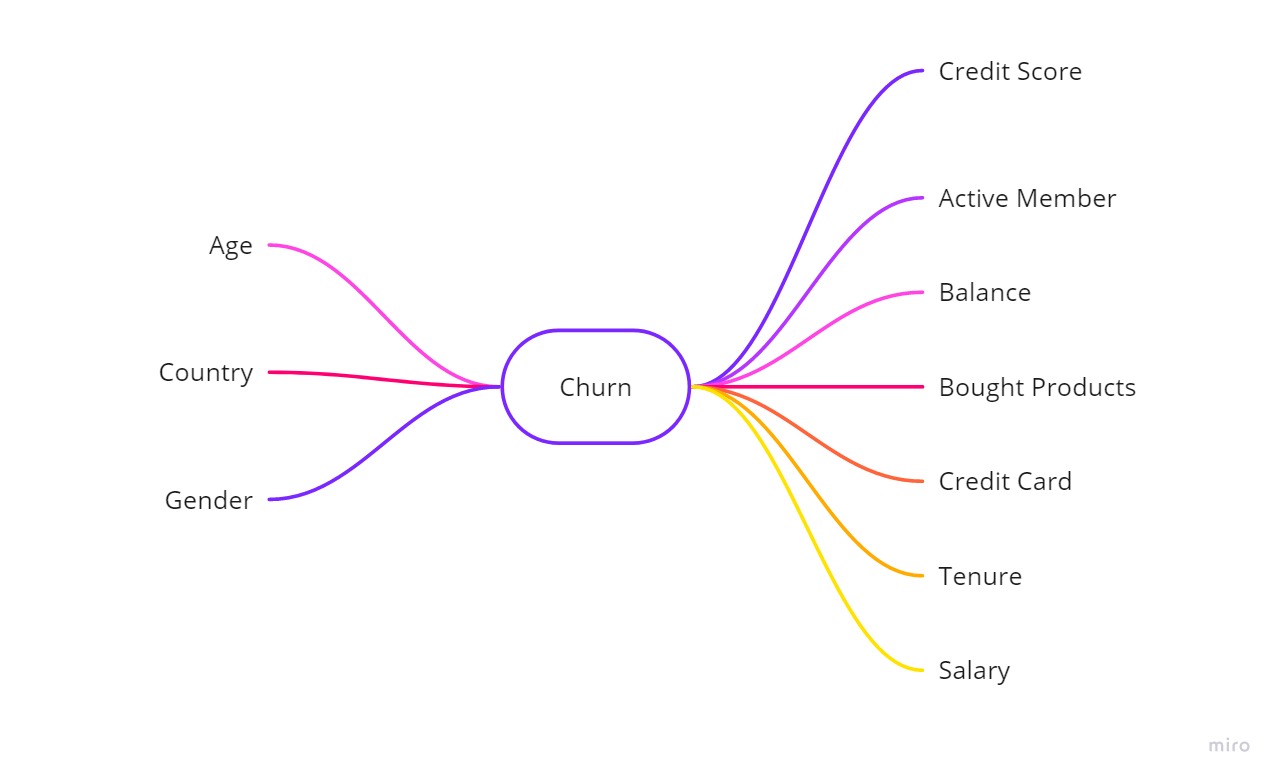 Age
Country
Gender
Churn
Credit Score
Active Member
Balance
Bought Products
Credit Card
Tenure
Salary
miro